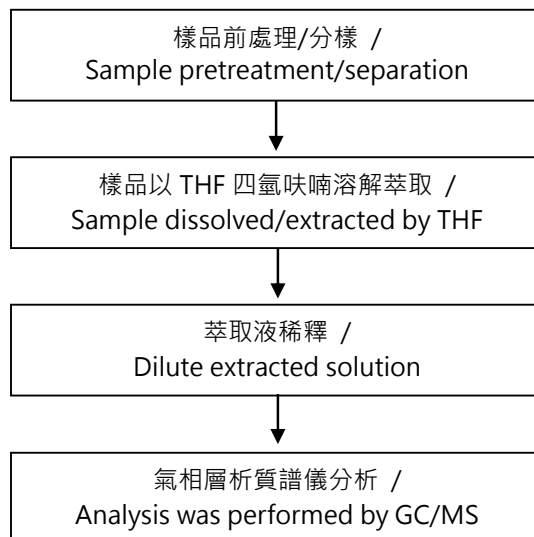 樣品前處理/分樣 /
Sample pretreatment/separation
樣品以 THF 四氫呋喃溶解萃取 /
Sample dissolved/extracted by THF
萃取液稀釋 /
Dilute extracted solution
氣相層析質譜儀分析 /
Analysis was performed by GC/MS